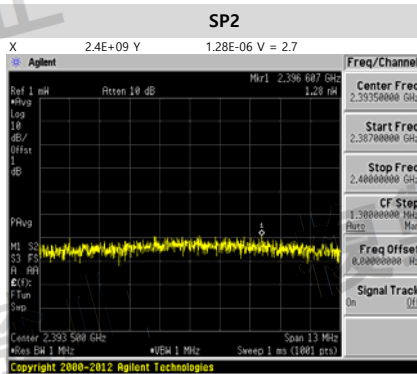 SP2
X 2.4E+09 Y 1.28E-06 V = 2.7
Agilent Freq/Channel
Mkr1 2.396 607 GHz
Ref 1 mW Atten 10 dB 1.28 nW
#Avg
Log
10
dB/
Offst
1
dB
PAvg
M1 S2
S3 FS
A AA
£(f):
FTun
Swp
1
Center 2.393 500 GHz Span 13 MHz
#Res BW 1 MHz #VBW 1 MHz Sweep 1 ms (1001 pts)
Center Freq
2.39350000 GHz
Start Freq
2.38700000 GHz
Stop Freq
2.40000000 GHz
CF Step
1.30000000 MHz
Auto Man
Freq Offset
0.00000000 Hz
Signal Track
On Off
Copyright 2000-2012 Agilent Technologies